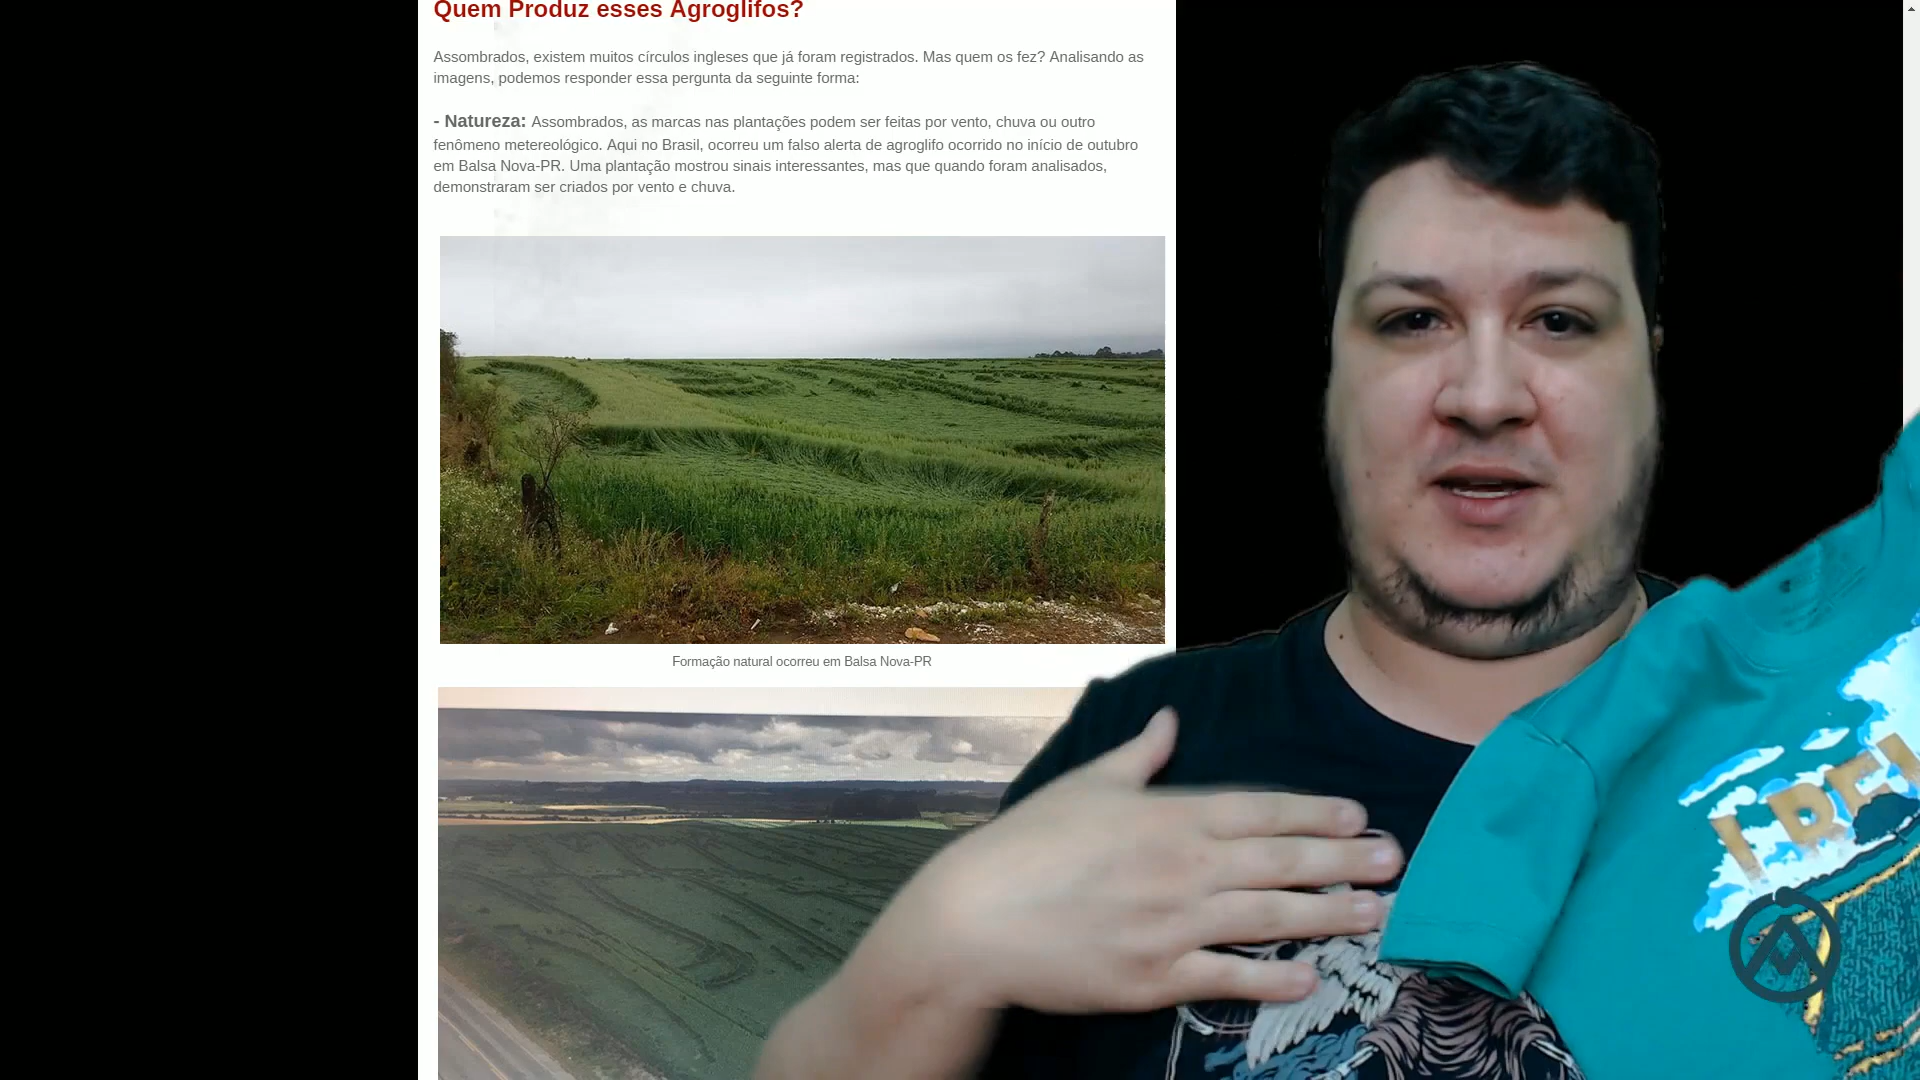 Quem Produz esses Agroglifos?
Assombrados, existem muitos círculos ingleses que já foram registrados. Mas quem os fez? Analisando as
imagens, podemos responder essa pergunta da seguinte forma:
- Natureza: Assombrados, as marcas nas plantações podem ser feitas por vento, chuva ou outro
fenômeno metereológico. Aqui no Brasil, ocorreu um falso alerta de agroglifo ocorrido no início de outubro
em Balsa Nova-PR. Uma plantação mostrou sinais interessantes, mas que quando foram analisados,
demonstraram ser criados por vento e chuva.
Formação natural ocorreu em Balsa Nova-PR